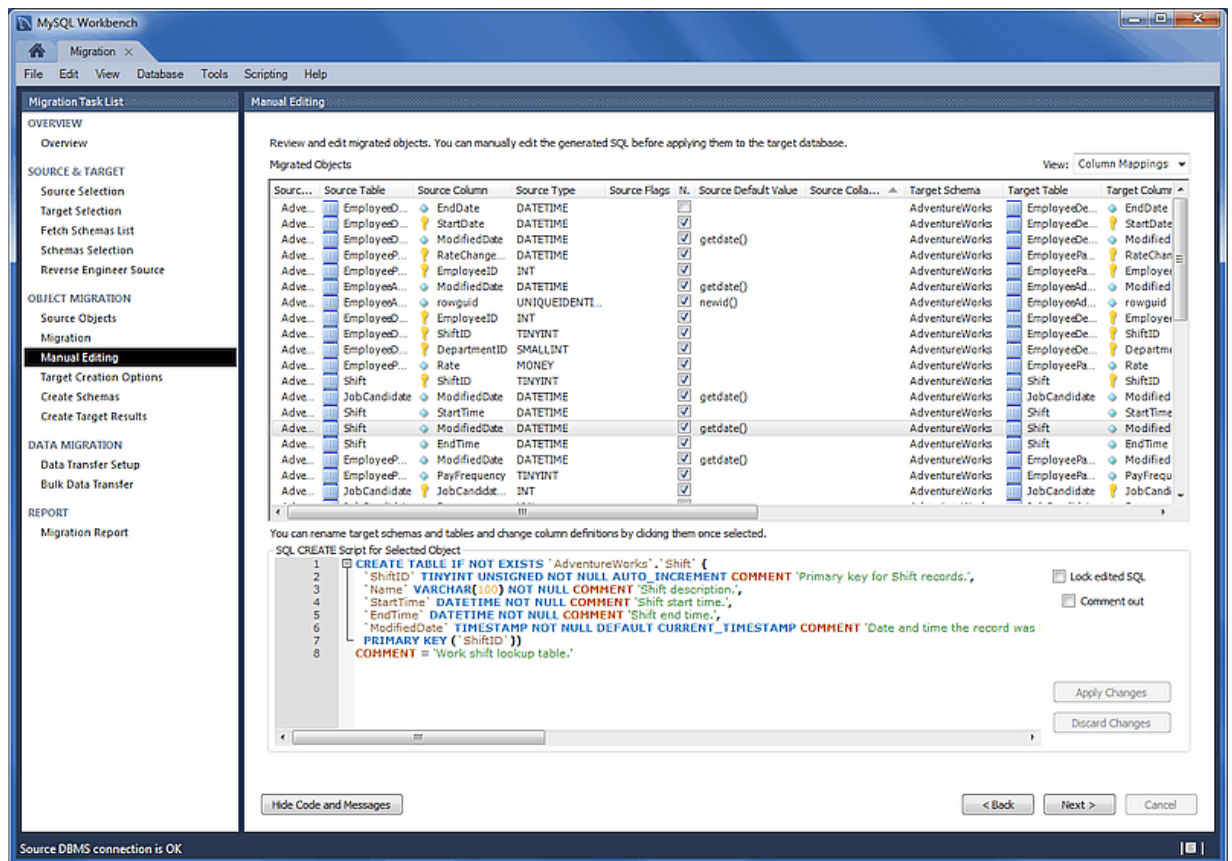 MySQL Workbench
Migration
File Edit View Database Tools Scripting Help
Migration Task List
OVERVIEW
Overview
SOURCE & TARGET
Source Selection
Target Selection
Fetch Schemas List
Schemas Selection
Reverse Engineer Source
OBJECT MIGRATION
Source Objects
Migration
Manual Editing
Target Creation Options
Create Schemas
Create Target Results
DATA MIGRATION
Data Transfer Setup
Bulk Data Transfer
REPORT
Migration Report
Manual Editing
Review and edit migrated objects. You can manually edit the generated SQL before applying them to the target database.
Migrated Objects View: Column Mappings
Sourc... Source Table Source Column Source Type Source Flags N. Source Default Value Source Colla... Target Schema Target Table Target Column
Adve... EmployeeD... EndDate DATETIME AdventureWorks EmployeeDe... EndDate
Adve... EmployeeD... StartDate DATETIME AdventureWorks EmployeeDe... StartDate
Adve... EmployeeD... ModifiedDate DATETIME getdate() AdventureWorks EmployeeDe... Modified
Adve... EmployeeP... RateChange... DATETIME AdventureWorks EmployeePa... RateChan
Adve... EmployeeP... EmployeeID INT AdventureWorks EmployeePa... Employee
Adve... EmployeeA... ModifiedDate DATETIME getdate() AdventureWorks EmployeeAd... Modified
Adve... EmployeeA... rowguid UNIQUEIDENTI... newid() AdventureWorks EmployeeAd... rowguid
Adve... EmployeeD... EmployeeID INT AdventureWorks EmployeeDe... Employee
Adve... EmployeeD... ShiftID TINYINT AdventureWorks EmployeeDe... ShiftID
Adve... EmployeeD... DepartmentID SMALLINT AdventureWorks EmployeeDe... Departme
Adve... EmployeeP... Rate MONEY AdventureWorks EmployeePa... Rate
Adve... Shift ShiftID TINYINT AdventureWorks Shift ShiftID
Adve... JobCandidate ModifiedDate DATETIME getdate() AdventureWorks JobCandidate Modified
Adve... Shift StartTime DATETIME AdventureWorks Shift StartTime
Adve... Shift ModifiedDate DATETIME getdate() AdventureWorks Shift Modified
Adve... Shift EndTime DATETIME AdventureWorks Shift EndTime
Adve... EmployeeP... ModifiedDate DATETIME getdate() AdventureWorks EmployeePa... Modified
Adve... EmployeeP... PayFrequency TINYINT AdventureWorks EmployeePa... PayFrequ
Adve... JobCandidate JobCandidat... INT AdventureWorks JobCandidate JobCandi
You can rename target schemas and tables and change column definitions by clicking them once selected.
SQL CREATE Script for Selected Object
1 CREATE TABLE IF NOT EXISTS `AdventureWorks`.`Shift` (
2 `ShiftID` TINYINT UNSIGNED NOT NULL AUTO_INCREMENT COMMENT 'Primary key for Shift records.',
3 `Name` VARCHAR(100) NOT NULL COMMENT 'Shift description.',
4 `StartTime` DATETIME NOT NULL COMMENT 'Shift start time.',
5 `EndTime` DATETIME NOT NULL COMMENT 'Shift end time.',
6 `ModifiedDate` TIMESTAMP NOT NULL DEFAULT CURRENT_TIMESTAMP COMMENT 'Date and time the record was
7 PRIMARY KEY (`ShiftID`))
8 COMMENT = 'Work shift lookup table.'
Lock edited SQL
Comment out
Apply Changes
Discard Changes
Hide Code and Messages < Back Next > Cancel
Source DBMS connection is OK